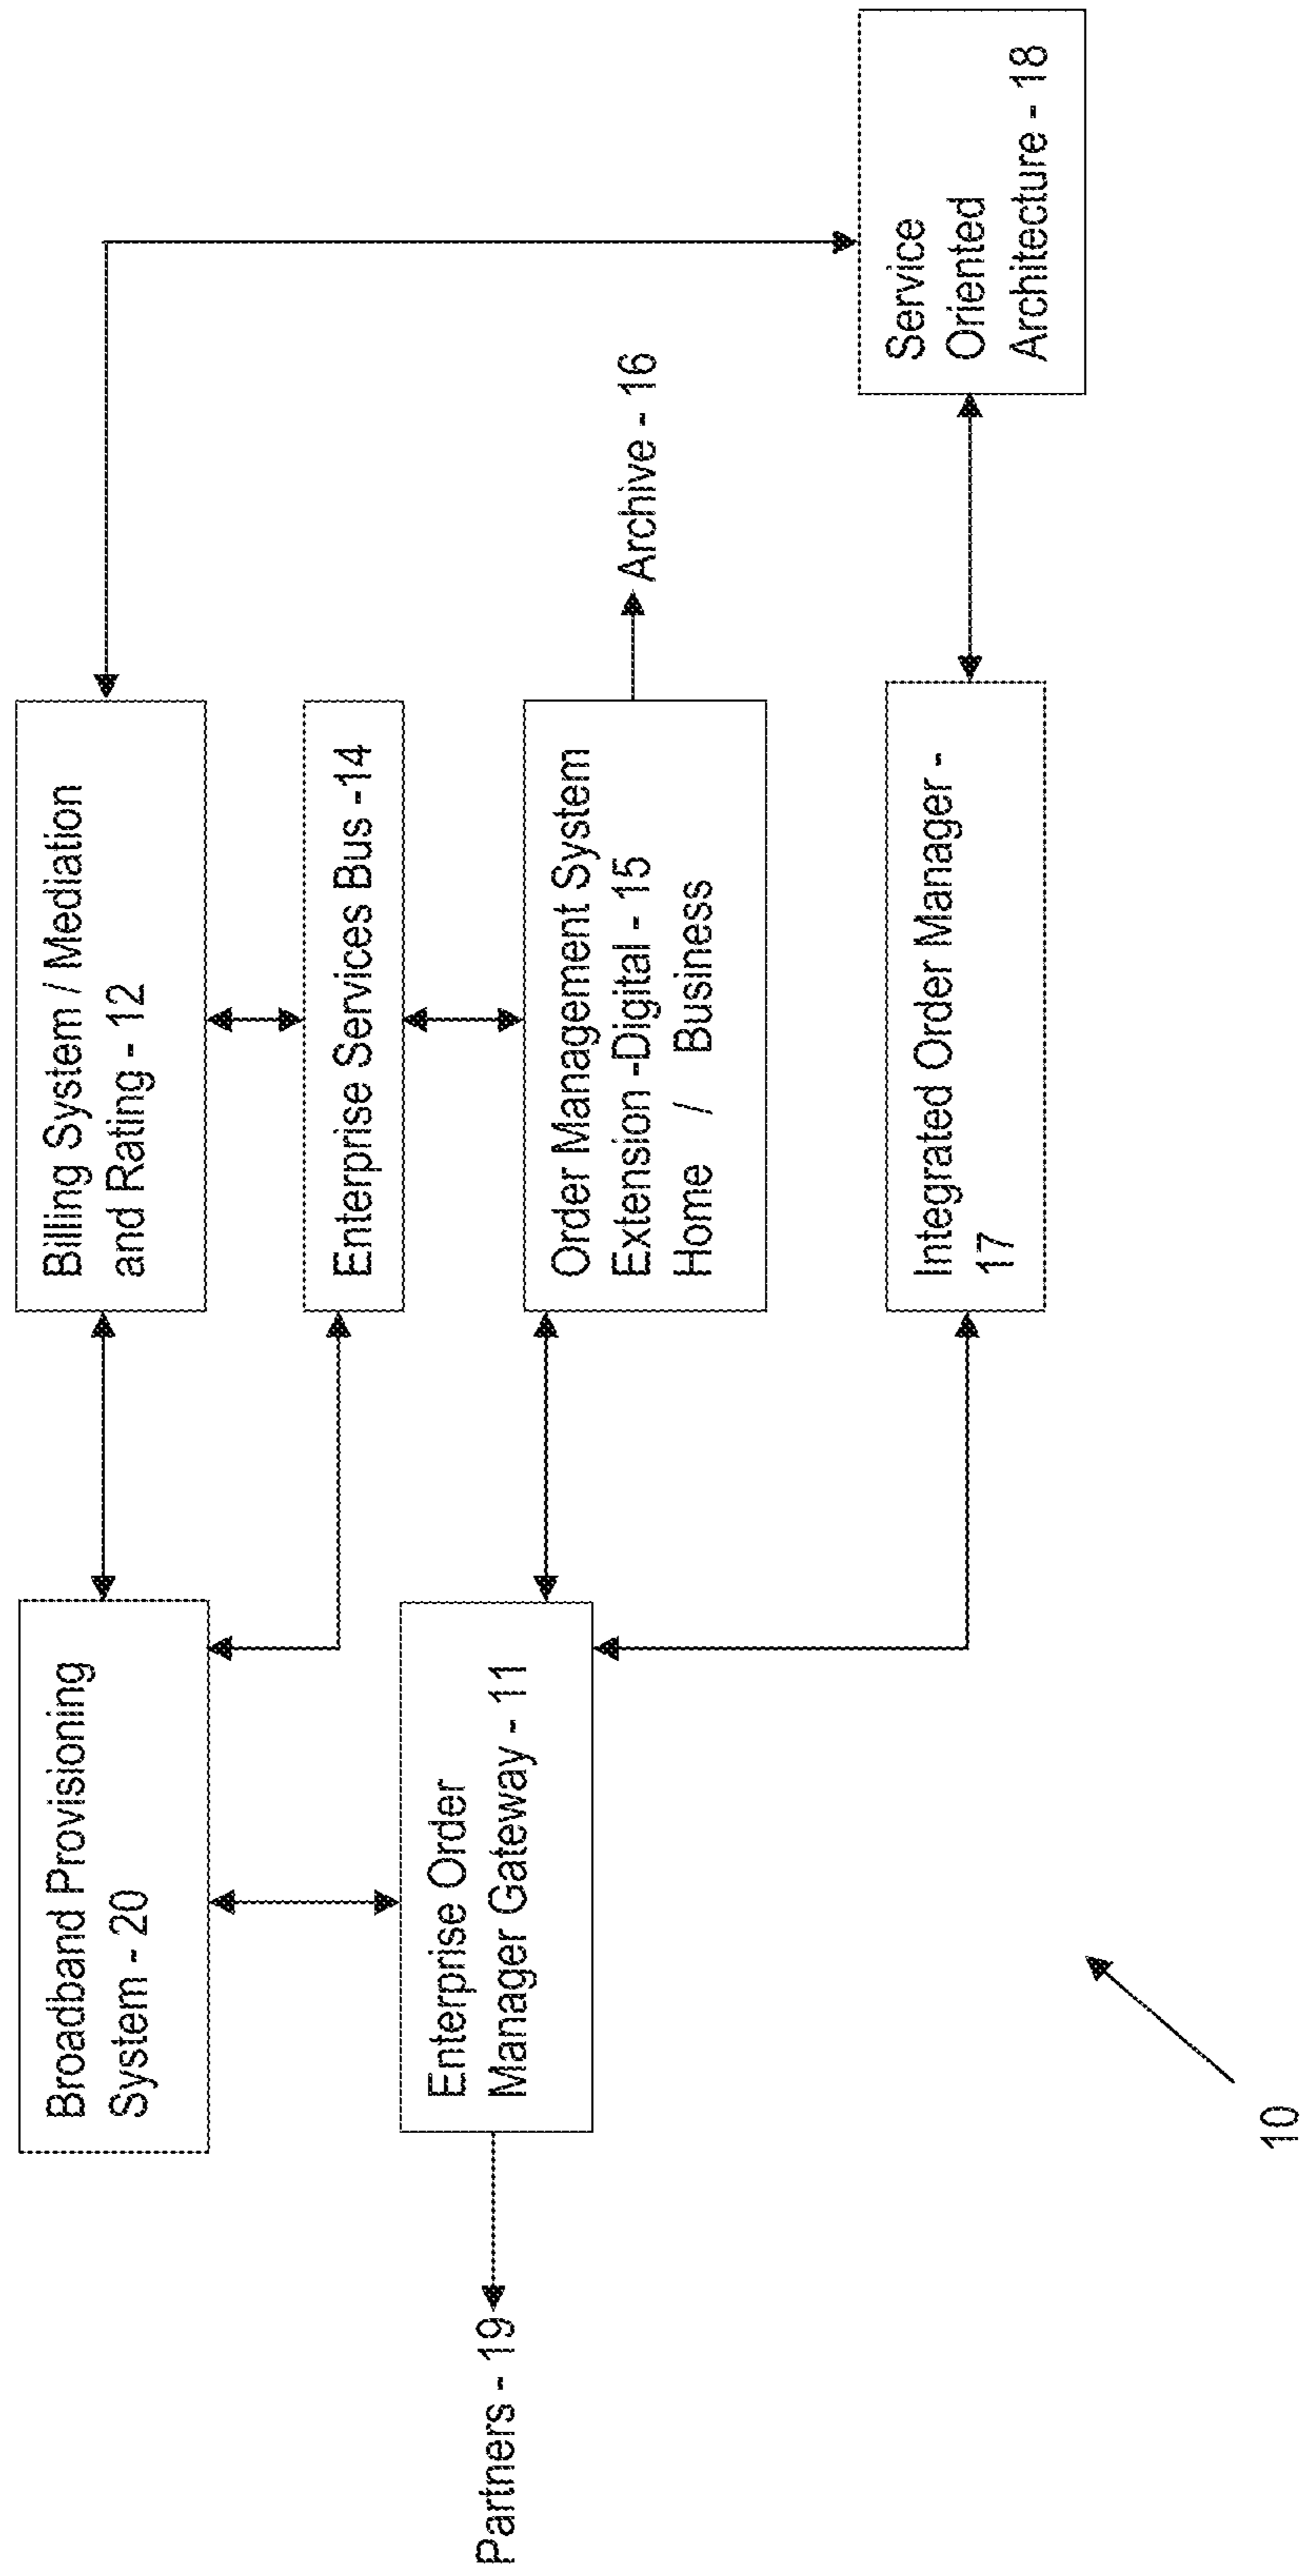 Broadband Provisioning
System - 20
Billing System / Mediation
and Rating - 12
Enterprise Services Bus -14
Partners - 19
Enterprise Order
Manager Gateway - 11
Order Management System
Extension -Digital - 15
Home / Business
Archive - 16
Integrated Order Manager -
17
Service
Oriented
Architecture - 18
10